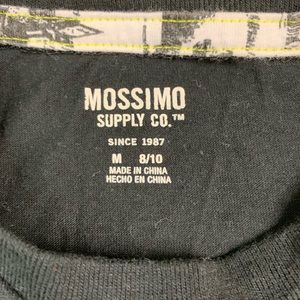 MOSSIMO
SUPPLY CO.™
SINCE 1987
M 8/10
MADE IN CHINA
HECHO EN CHINA